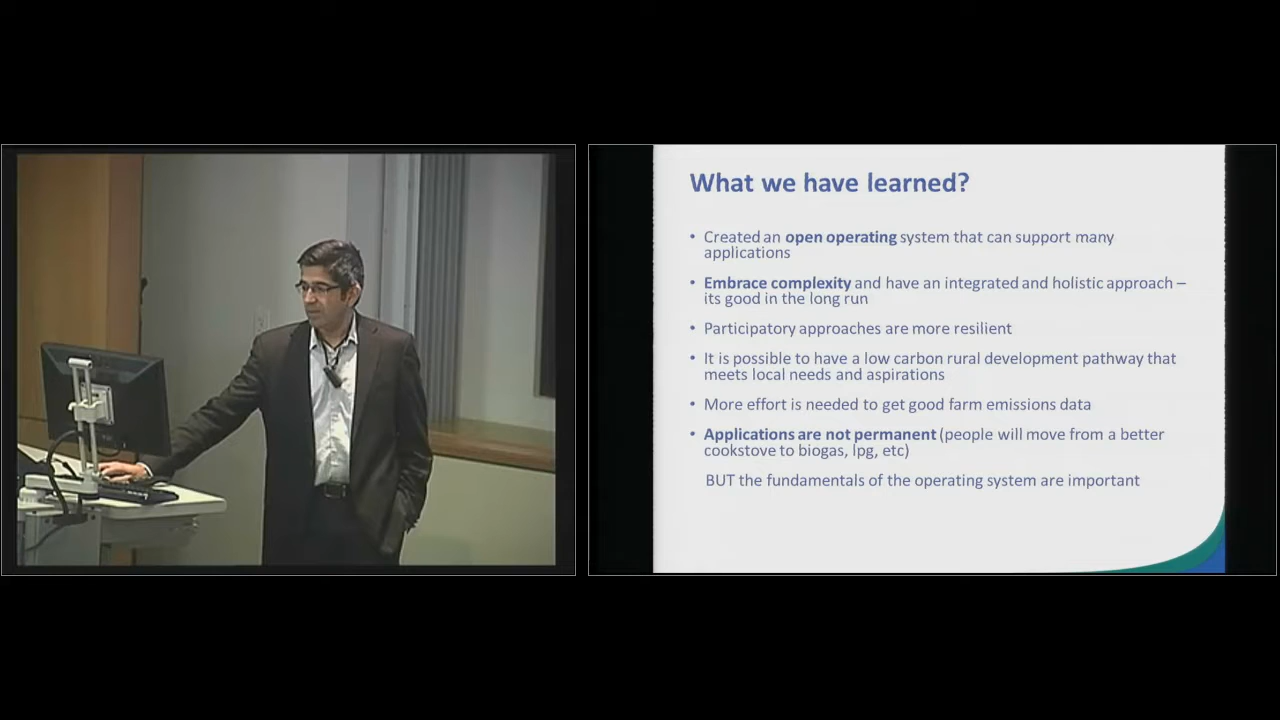 What we have learned?
• Created an open operating system that can support many
applications
• Embrace complexity and have an integrated and holistic approach –
its good in the long run
• Participatory approaches are more resilient
• It is possible to have a low carbon rural development pathway that
meets local needs and aspirations
• More effort is needed to get good farm emissions data
• Applications are not permanent (people will move from a better
cookstove to biogas, lpg, etc)
BUT the fundamentals of the operating system are important